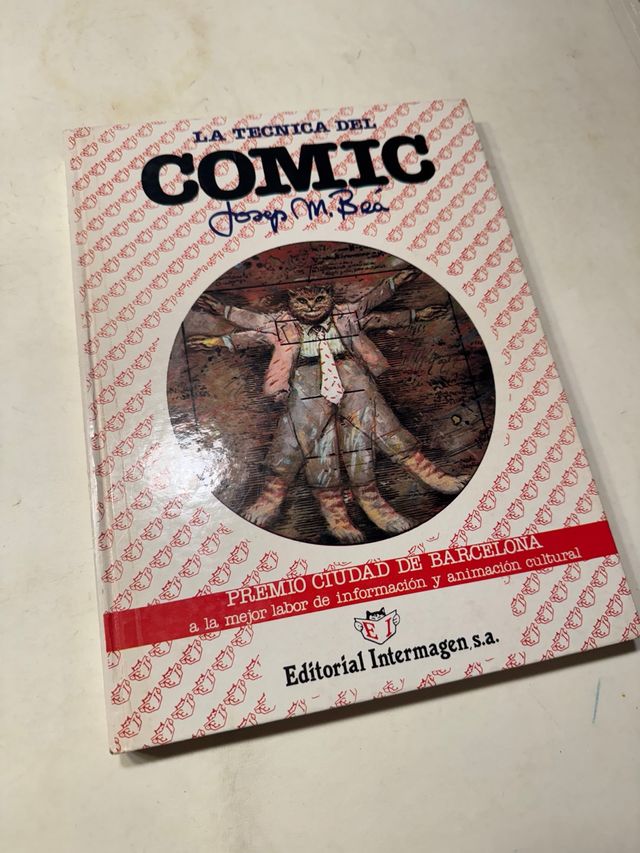 LA TECNICA DEL
COMIC
Josep M. Beá
PREMIO CIUDAD DE BARCELONA
a la mejor labor de información y animación cultural
E I
Editorial Intermagen, s.a.